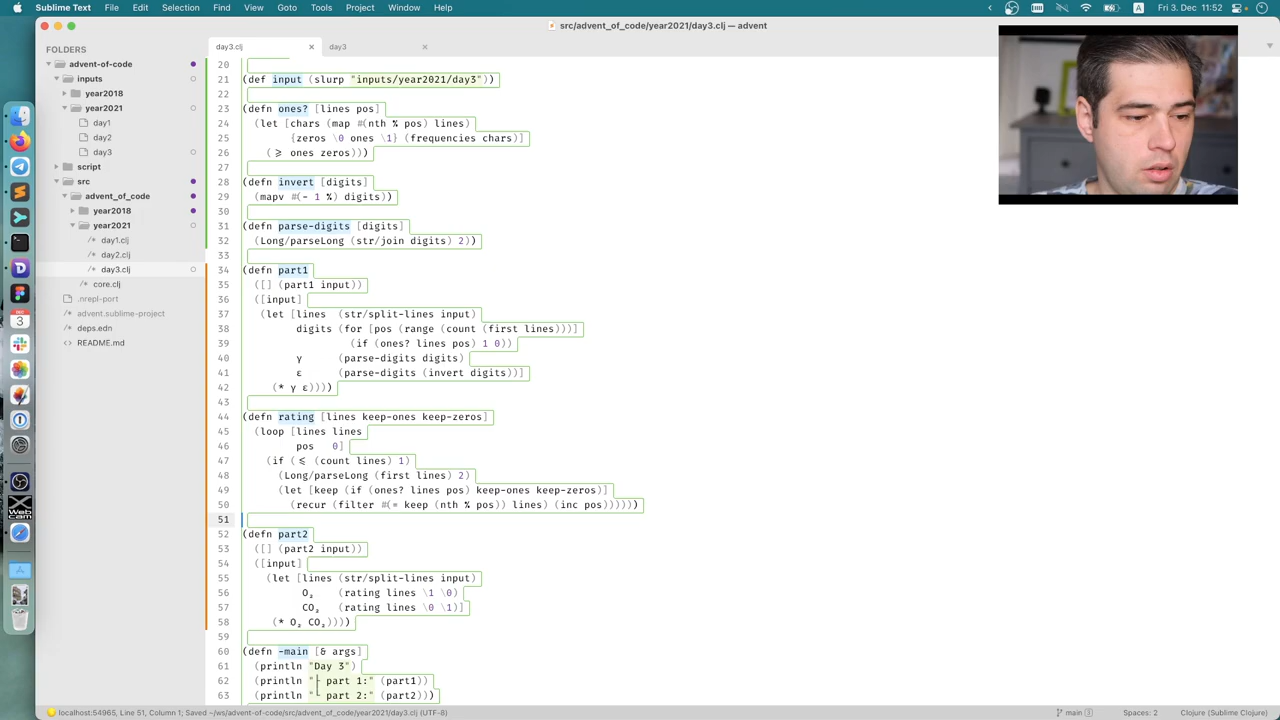 Sublime Text File Edit Selection Find View Goto Tools Project Window Help
Fri. 3. Dec 11:52
src/advent_of_code/year2021/day3.clj — advent
FOLDERS
advent-of-code
inputs
year2018
year2021
day1
day2
day3
script
src
advent_of_code
year2018
year2021
day1.clj
day2.clj
day3.clj
core.clj
.nrepl-port
advent.sublime-project
deps.edn
README.md
day3.clj
day3
20
21 (def input (slurp "inputs/year2021/day3"))
22
23 (defn ones? [lines pos]
24 (let [chars (map #(nth % pos) lines)
25 {zeros \0 ones \1} (frequencies chars)]
26 (≥ ones zeros)))
27
28 (defn invert [digits]
29 (mapv #(- 1 %) digits))
30
31 (defn parse-digits [digits]
32 (Long/parseLong (str/join digits) 2))
33
34 (defn part1
35 ([] (part1 input))
36 ([input]
37 (let [lines (str/split-lines input)
38 digits (for [pos (range (count (first lines)))]
39 (if (ones? lines pos) 1 0))
40 γ (parse-digits digits)
41 ε (parse-digits (invert digits))]
42 (* γ ε))))
43
44 (defn rating [lines keep-ones keep-zeros]
45 (loop [lines lines
46 pos 0]
47 (if (≤ (count lines) 1)
48 (Long/parseLong (first lines) 2)
49 (let [keep (if (ones? lines pos) keep-ones keep-zeros)]
50 (recur (filter #(= keep (nth % pos)) lines) (inc pos))))))
51
52 (defn part2
53 ([] (part2 input))
54 ([input]
55 (let [lines (str/split-lines input)
56 O₂ (rating lines \1 \0)
57 CO₂ (rating lines \0 \1)]
58 (* O₂ CO₂))))
59
60 (defn -main [& args]
61 (println "Day 3")
62 (println "├ part 1:" (part1))
63 (println "└ part 2:" (part2)))
localhost:54965, Line 51, Column 1; Saved ~/ws/advent-of-code/src/advent_of_code/year2021/day3.clj (UTF-8)
main 3
Spaces: 2
Clojure (Sublime Clojure)
DEC
3
Webcam